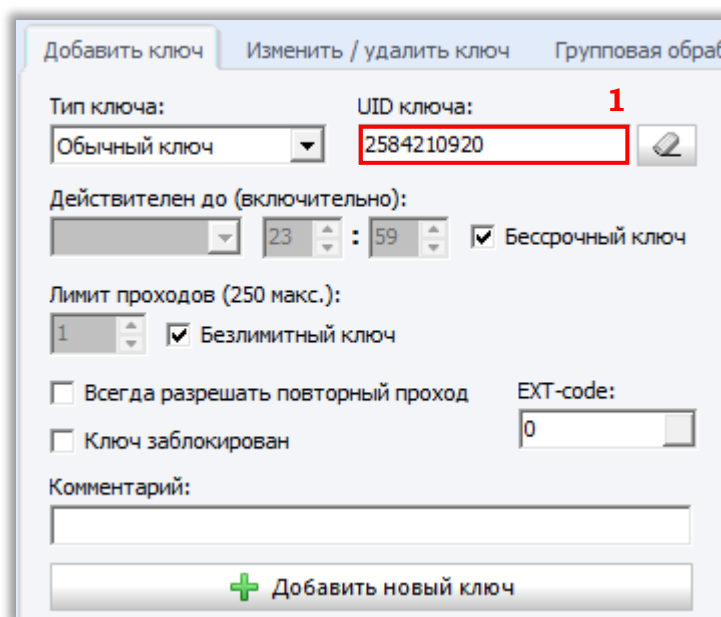 Добавить ключ Изменить / удалить ключ Групповая обраб
1
Тип ключа: UID ключа:
Обычный ключ 2584210920
Действителен до (включительно):
23 : 59 Бессрочный ключ
Лимит проходов (250 макс.):
1 Безлимитный ключ
Всегда разрешать повторный проход EXT-code:
0
Ключ заблокирован
Комментарий:
Добавить новый ключ